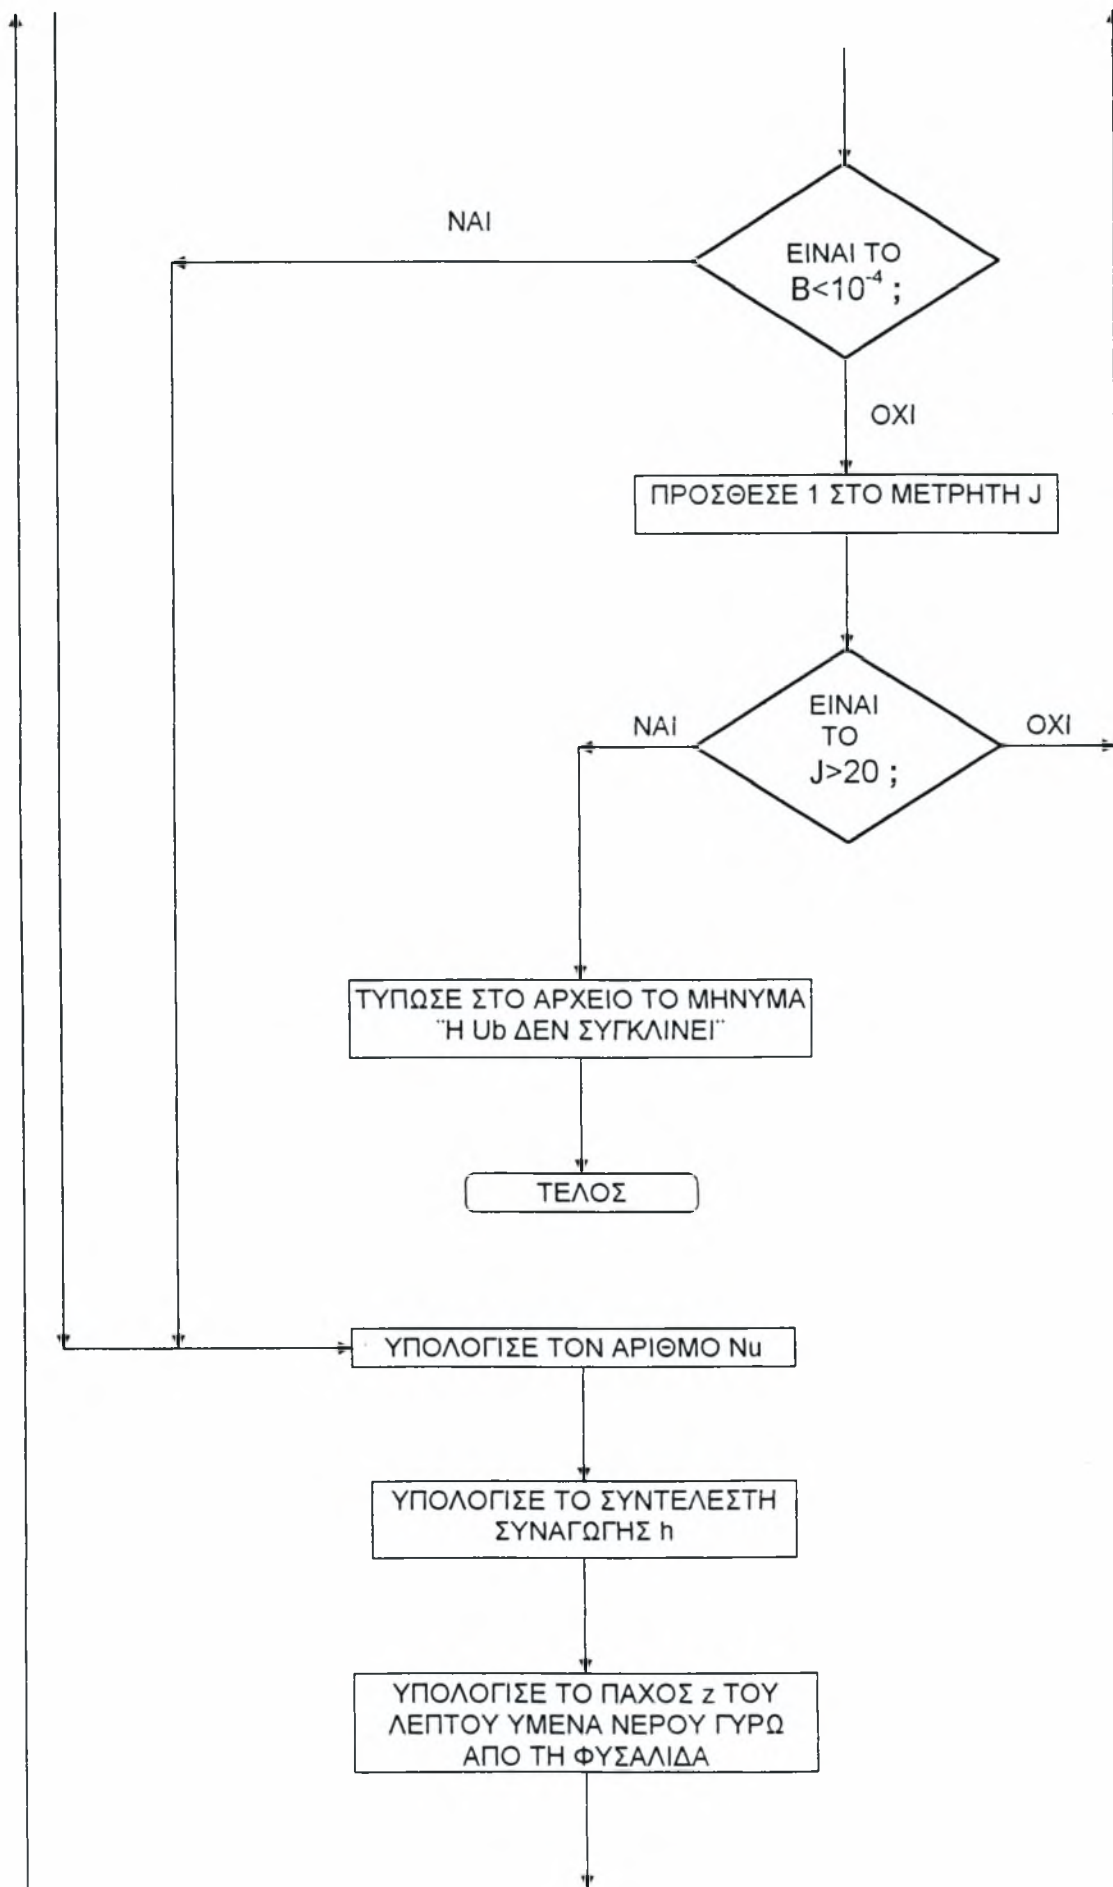 ΝΑΙ
ΕΙΝΑΙ ΤΟ
Β<10⁻⁴ ;
ΟΧΙ
ΠΡΟΣΘΕΣΕ 1 ΣΤΟ ΜΕΤΡΗΤΗ J
ΝΑΙ
ΕΙΝΑΙ
ΤΟ
J>20 ;
ΟΧΙ
ΤΥΠΩΣΕ ΣΤΟ ΑΡΧΕΙΟ ΤΟ ΜΗΝΥΜΑ
¨Η Ub ΔΕΝ ΣΥΓΚΛΙΝΕΙ¨
ΤΕΛΟΣ
ΥΠΟΛΟΓΙΣΕ ΤΟΝ ΑΡΙΘΜΟ Nu
ΥΠΟΛΟΓΙΣΕ ΤΟ ΣΥΝΤΕΛΕΣΤΗ
ΣΥΝΑΓΩΓΗΣ h
ΥΠΟΛΟΓΙΣΕ ΤΟ ΠΑΧΟΣ z ΤΟΥ
ΛΕΠΤΟΥ ΥΜΕΝΑ ΝΕΡΟΥ ΓΥΡΩ
ΑΠΟ ΤΗ ΦΥΣΑΛΙΔΑ